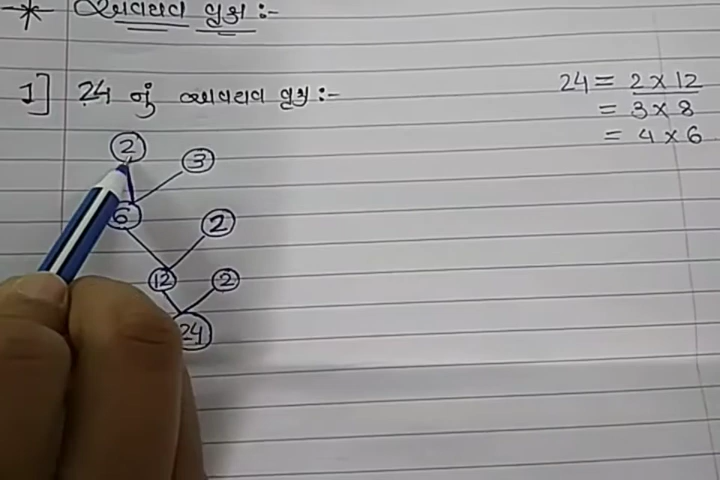 * અવયવ વૃક્ષ :-
1] 24 નું અવયવ વૃક્ષ :-
24 = 2 × 12
= 3 × 8
= 4 × 6
2
3
6
2
12
2
24